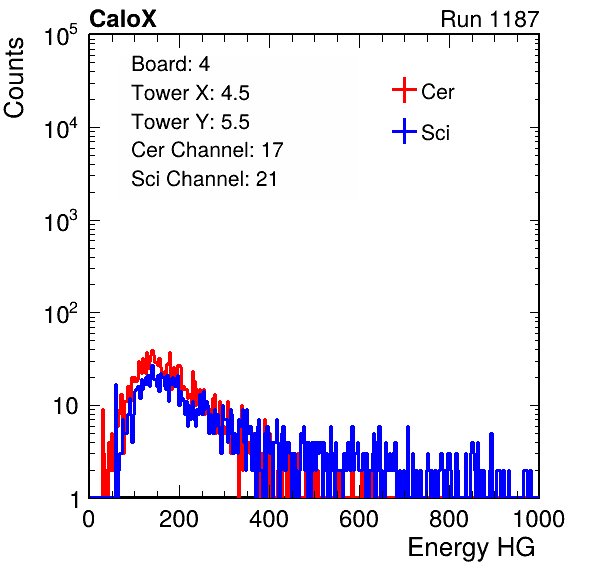 CaloX Run 1187
Counts
Board: 4
Tower X: 4.5
Tower Y: 5.5
Cer Channel: 17
Sci Channel: 21
Cer
Sci
10^5
10^4
10^3
10^2
10
1
0 200 400 600 800 1000
Energy HG